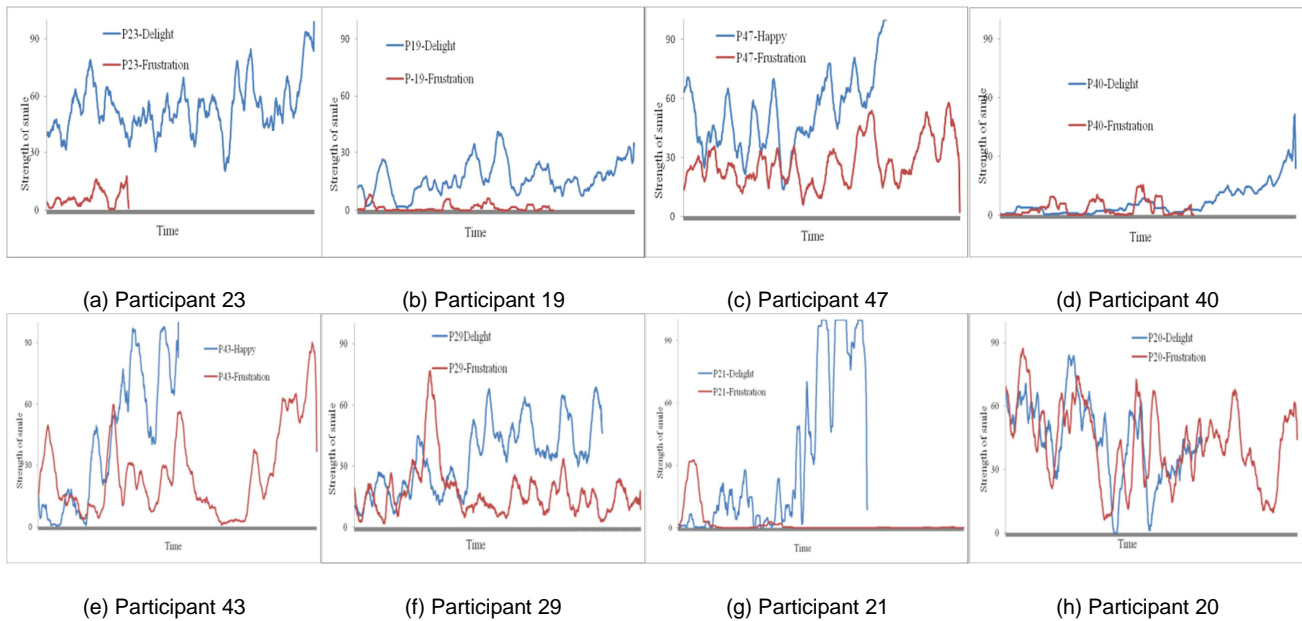 90
60
30
0
Strength of smile
P23-Delight
P23-Frustration
Time
90
60
30
0
Strength of smile
P19-Delight
P-19-Frustration
Time
90
60
30
0
Strength of smile
P47-Happy
P47-Frustration
Time
90
60
30
0
Strength of smile
P40-Delight
P40-Frustration
Time
(a) Participant 23
(b) Participant 19
(c) Participant 47
(d) Participant 40
90
60
30
0
Strength of smile
P43-Happy
P43-Frustration
Time
90
60
30
0
Strength of smile
P29Delight
P29-Frustration
Time
90
60
30
0
Strength of smile
P21-Delight
P21-Frustration
Time
90
60
30
0
Strength of smile
P20-Delight
P20-Frustration
Time
(e) Participant 43
(f) Participant 29
(g) Participant 21
(h) Participant 20